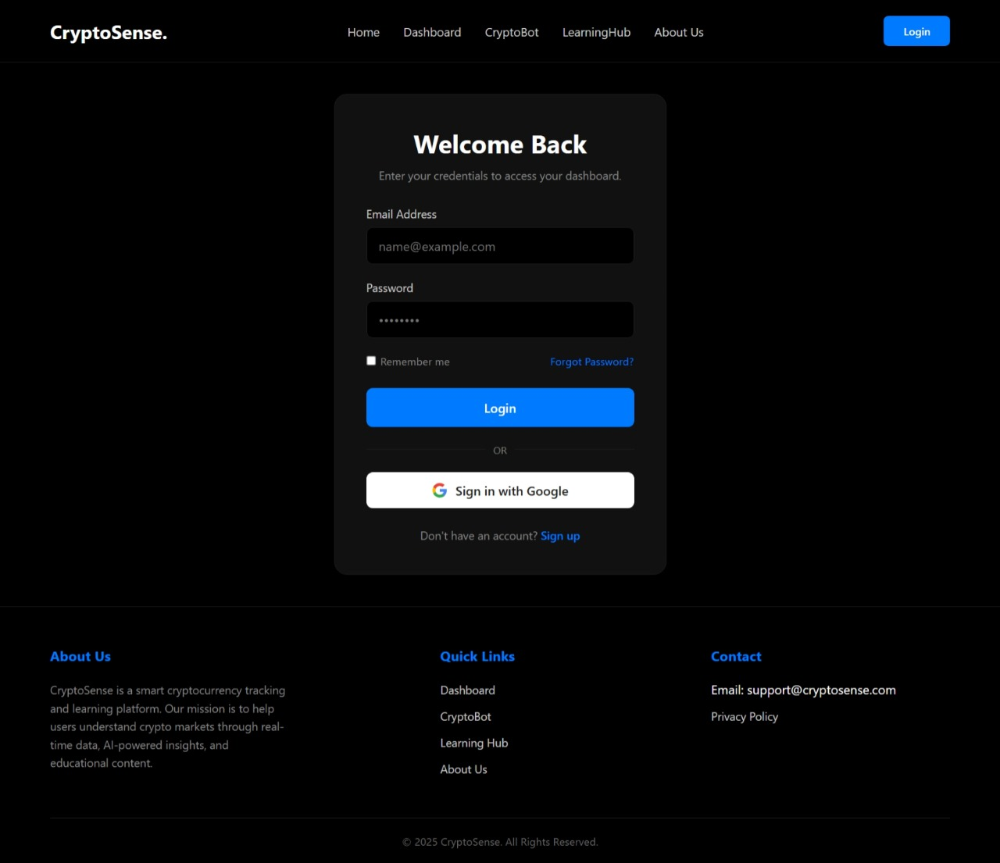 CryptoSense.
Home
Dashboard
CryptoBot
LearningHub
About Us
Login
Welcome Back
Enter your credentials to access your dashboard.
Email Address
name@example.com
Password
••••••••
Remember me
Forgot Password?
Login
OR
Sign in with Google
Don't have an account? Sign up
About Us
CryptoSense is a smart cryptocurrency tracking
and learning platform. Our mission is to help
users understand crypto markets through real-
time data, AI-powered insights, and
educational content.
Quick Links
Dashboard
CryptoBot
Learning Hub
About Us
Contact
Email: support@cryptosense.com
Privacy Policy
© 2025 CryptoSense. All Rights Reserved.